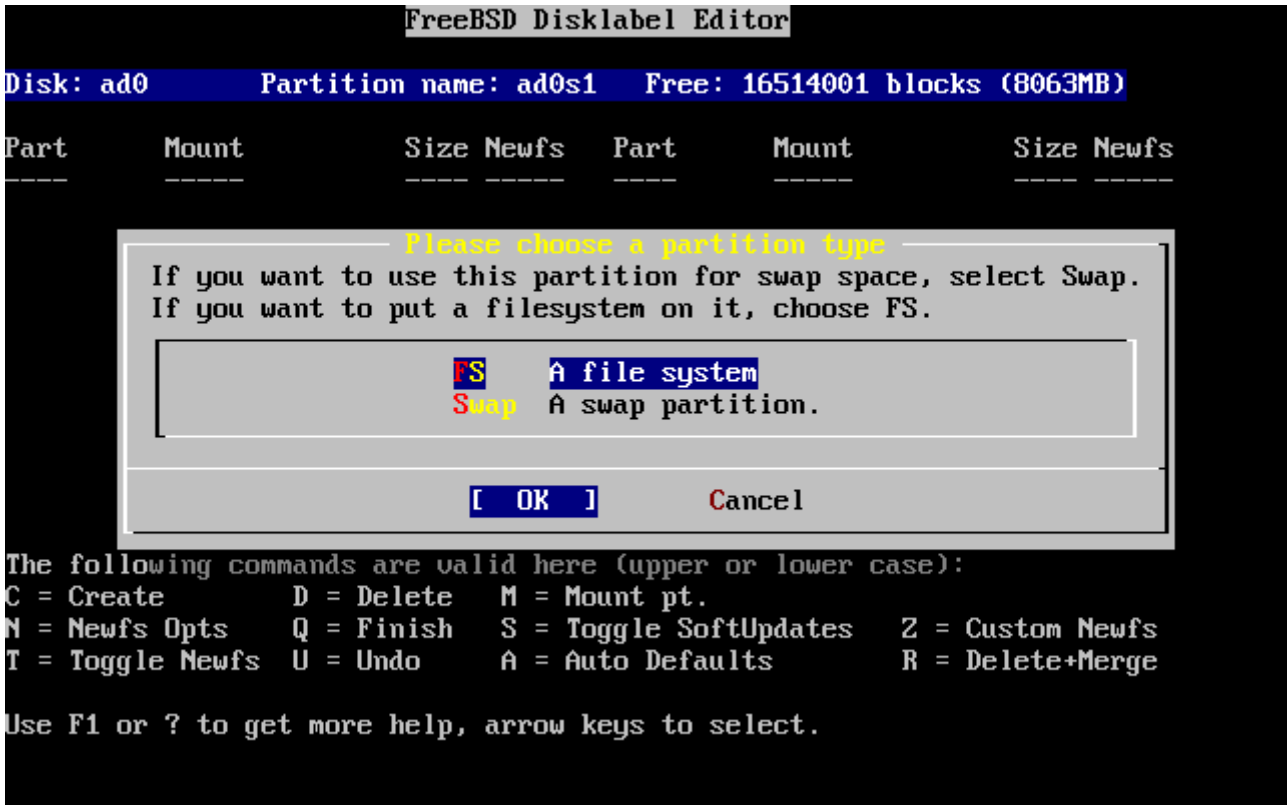 FreeBSD Disklabel Editor
Disk: ad0 Partition name: ad0s1 Free: 16514001 blocks (8063MB)
Part Mount Size Newfs Part Mount Size Newfs
---- ----- ---- ----- ---- ----- ---- -----
Please choose a partition type
If you want to use this partition for swap space, select Swap.
If you want to put a filesystem on it, choose FS.
FS A file system
Swap A swap partition.
[ OK ] Cancel
The following commands are valid here (upper or lower case):
C = Create D = Delete M = Mount pt.
N = Newfs Opts Q = Finish S = Toggle SoftUpdates Z = Custom Newfs
T = Toggle Newfs U = Undo A = Auto Defaults R = Delete+Merge
Use F1 or ? to get more help, arrow keys to select.